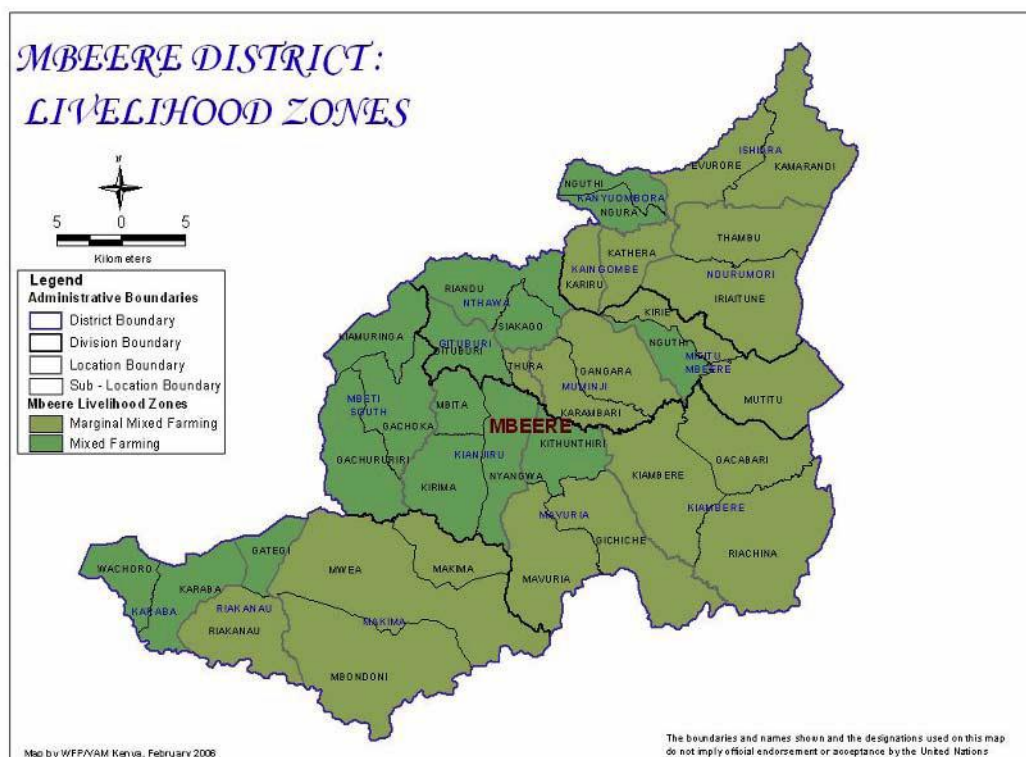 MBEERE DISTRICT:
LIVELIHOOD ZONES
N
5 0 5
Kilometers
Legend
Administrative Boundaries
District Boundary
Division Boundary
Location Boundary
Sub - Location Boundary
Mbeere Livelihood Zones
Marginal Mixed Farming
Mixed Farming
ISHIARA
EVURORE
KAMARANDI
NGUTHI
KANYUOMBORA
NGURA
THAMBU
KATHERA
KAINGOMBE
NDURUMORI
KARIRU
IRIAITUNE
RIANDU
NTHAWA
KIRIE
SIAKAGO
KIAMURINGA
GITUBURI
GITUBURI
NGUTHI
MBITU
MBEERE
THURA
GANGARA
MUMINJI
MUTITU
KARAMBARI
MBETI
SOUTH
MBITA
GACHOKA
MBEERE
KITHUNTHIRI
KIANJIRU
GACHURURIRI
GACABARI
KIRIMA
NYANGWA
KIAMBERE
KIAMBERE
MAVURIA
RIACHINA
GICHICHE
GATEGI
WACHORO
MWEA
MAKIMA
MAVURIA
KARABA
KARABA
RIAKANAU
RIAKANAU
MAKIMA
MBONDONI
Map by WFP/VAM Kenya, February 2006
The boundaries and names shown and the designations used on this map
do not imply official endorsement or acceptance by the United Nations